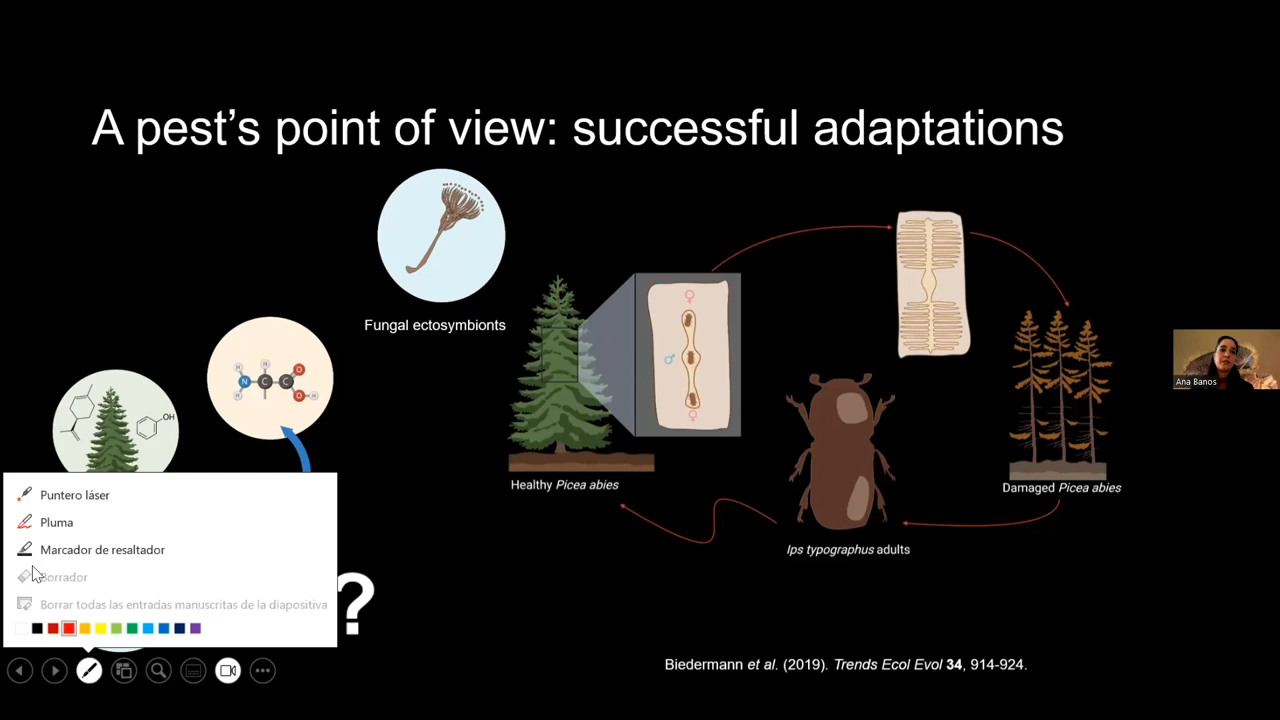 A pest's point of view: successful adaptations
Fungal ectosymbionts
OH
H
H
O
N
C
C
H
O
H
♀
♂
♀
Healthy Picea abies
Damaged Picea abies
Ips typographus adults
Ana Banos
Puntero láser
Pluma
Marcador de resaltador
Borrador
Borrar todas las entradas manuscritas de la diapositiva
?
Biedermann et al. (2019). Trends Ecol Evol 34, 914-924.